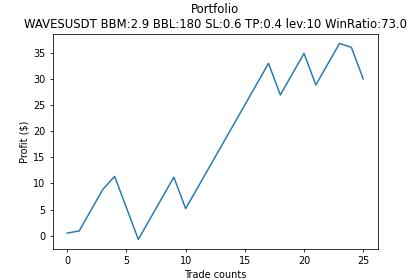 Portfolio
WAVESUSDT BBM:2.9 BBL:180 SL:0.6 TP:0.4 lev:10 WinRatio:73.0
35
30
25
20
15
10
5
0
Profit ($)
0 5 10 15 20 25
Trade counts